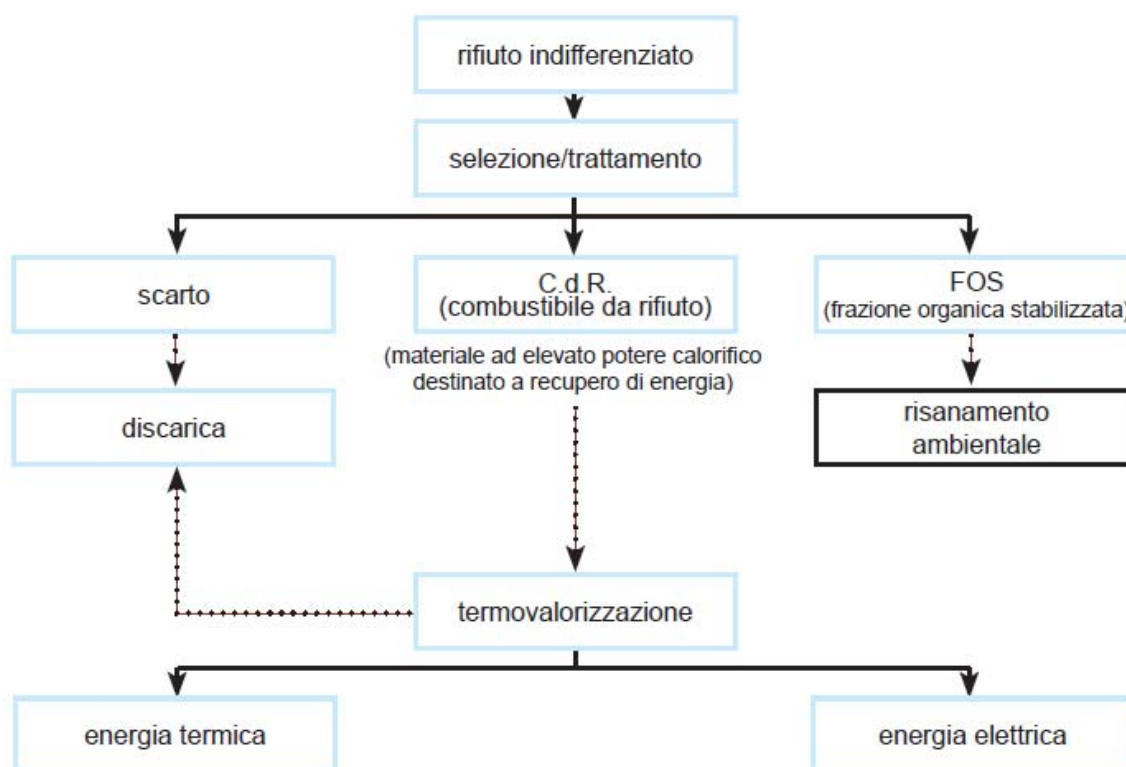 rifiuto indifferenziato
selezione/trattamento
scarto
C.d.R.
(combustibile da rifiuto)
FOS
(frazione organica stabilizzata)
(materiale ad elevato potere calorifico
destinato a recupero di energia)
discarica
risanamento
ambientale
termovalorizzazione
energia termica
energia elettrica